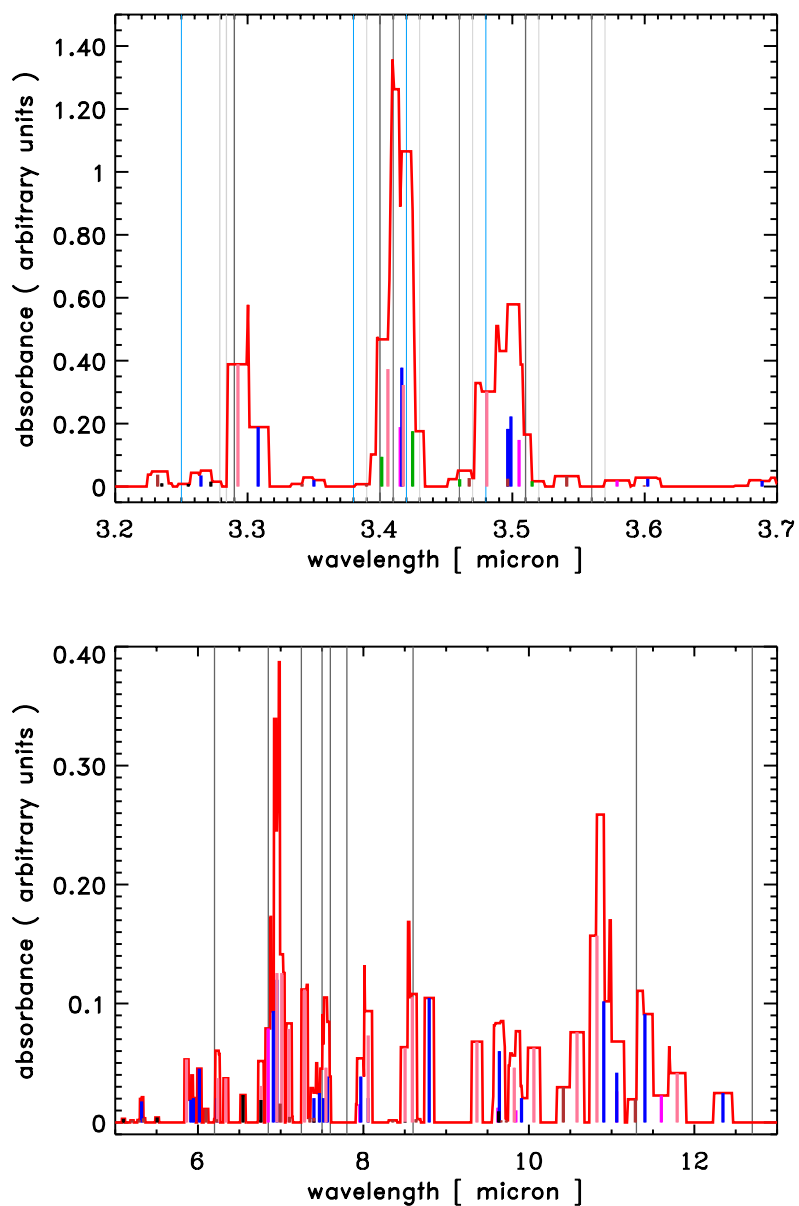 1.40
1.20
1
0.80
0.60
0.40
0.20
0
absorbance ( arbitrary units )
3.2 3.3 3.4 3.5 3.6 3.7
wavelength [ micron ]
0.40
0.30
0.20
0.1
0
absorbance ( arbitrary units )
6 8 10 12
wavelength [ micron ]